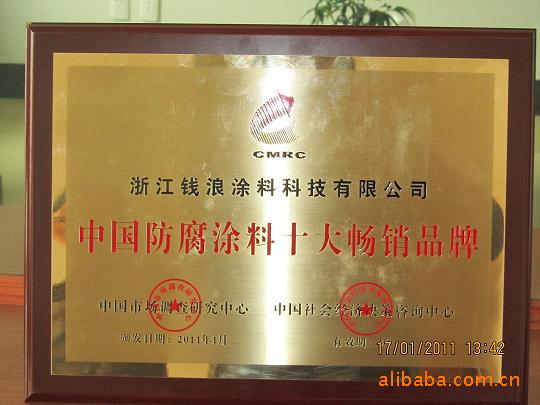 CMRC
浙江钱浪涂料科技有限公司
中国防腐涂料十大畅销品牌
中国市场调查研究中心 中国社会经济决策咨询中心
颁发日期:2011年1月 有效期:
17/01/2011 13:42
alibaba.com.cn